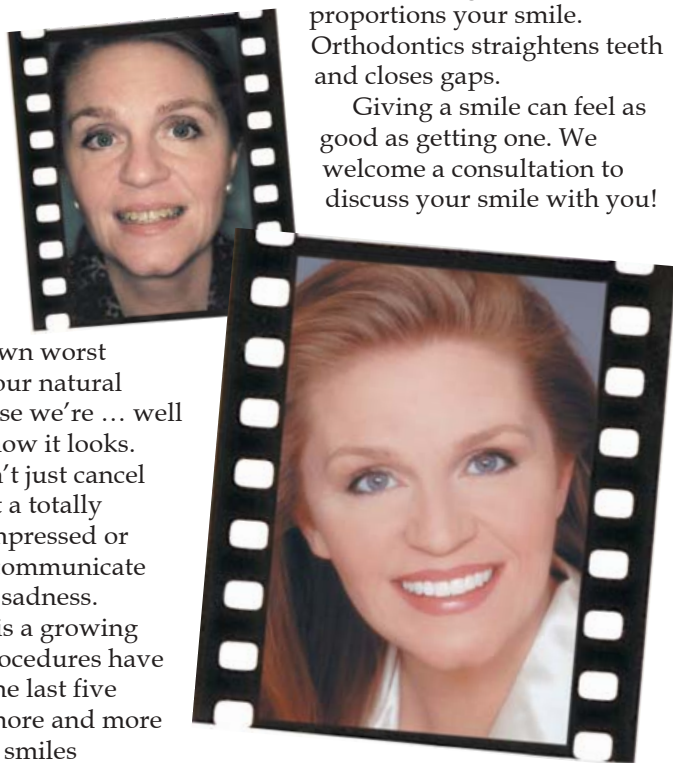 wn worst
our natural
se we're … well
now it looks.
't just cancel
t a totally
mpressed or
ommunicate
sadness.
is a growing
ocedures have
he last five
more and more
smiles
proportions your smile.
Orthodontics straightens teeth
and closes gaps.
Giving a smile can feel as
good as getting one. We
welcome a consultation to
discuss your smile with you!